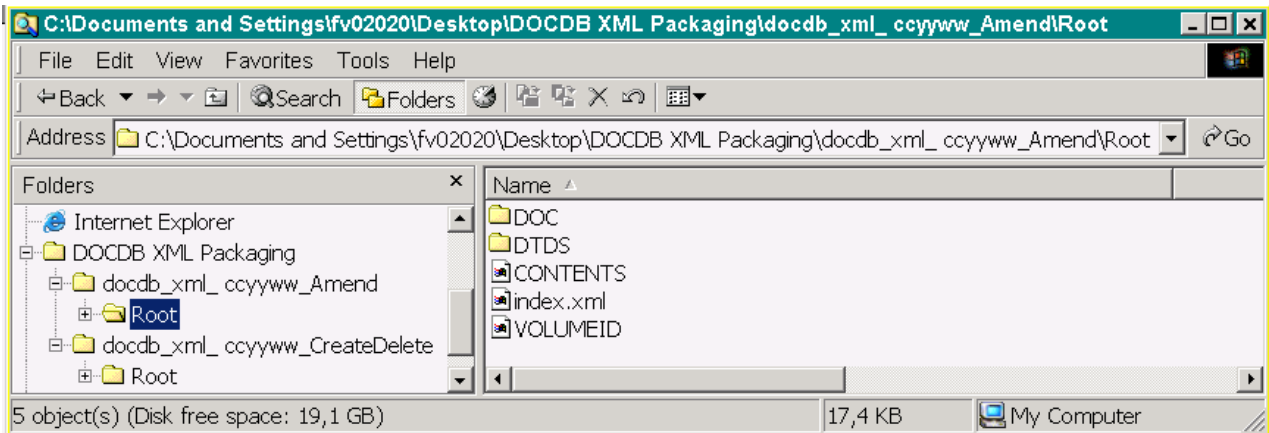 C:\Documents and Settings\fv02020\Desktop\DOCDB XML Packaging\docdb_xml_ ccyyww_Amend\Root
File Edit View Favorites Tools Help
Back Search Folders
Address C:\Documents and Settings\fv02020\Desktop\DOCDB XML Packaging\docdb_xml_ ccyyww_Amend\Root Go
Folders × Name
Internet Explorer
DOCDB XML Packaging
docdb_xml_ ccyyww_Amend
Root
docdb_xml_ ccyyww_CreateDelete
Root
DOC
DTDS
CONTENTS
index.xml
VOLUMEID
5 object(s) (Disk free space: 19,1 GB) 17,4 KB My Computer